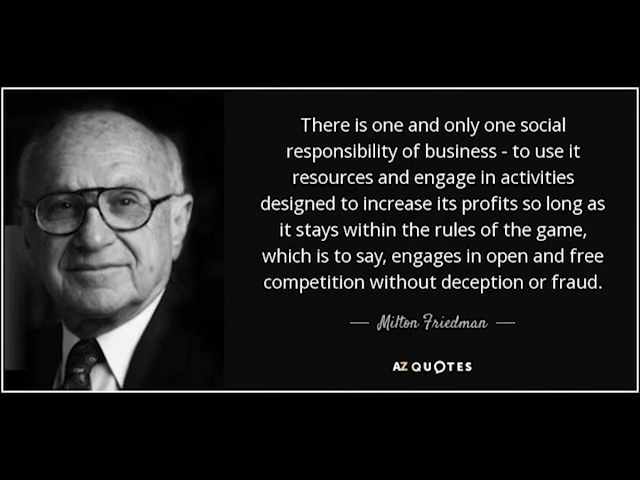 There is one and only one social
responsibility of business - to use it
resources and engage in activities
designed to increase its profits so long as
it stays within the rules of the game,
which is to say, engages in open and free
competition without deception or fraud.
Milton Friedman
AZ QUOTES